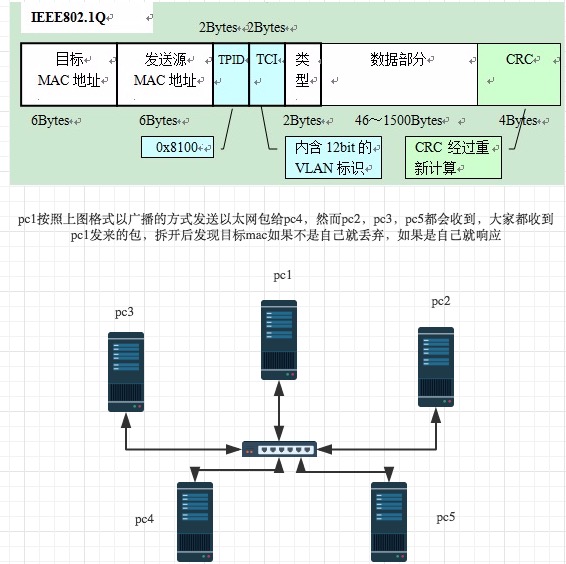 IEEE802.1Q
2Bytes 2Bytes
目标 MAC 地址
发送源 MAC 地址
TPID
TCI
类型
数据部分
CRC
6Bytes
6Bytes
2Bytes
46～1500Bytes
4Bytes
0x8100
内含 12bit 的
VLAN 标识
CRC 经过重
新计算
pc1按照上图格式以广播的方式发送以太网包给pc4，然而pc2，pc3，pc5都会收到，大家都收到
pc1发来的包，拆开后发现目标mac如果不是自己就丢弃，如果是自己就响应
pc1
pc2
pc3
pc4
pc5